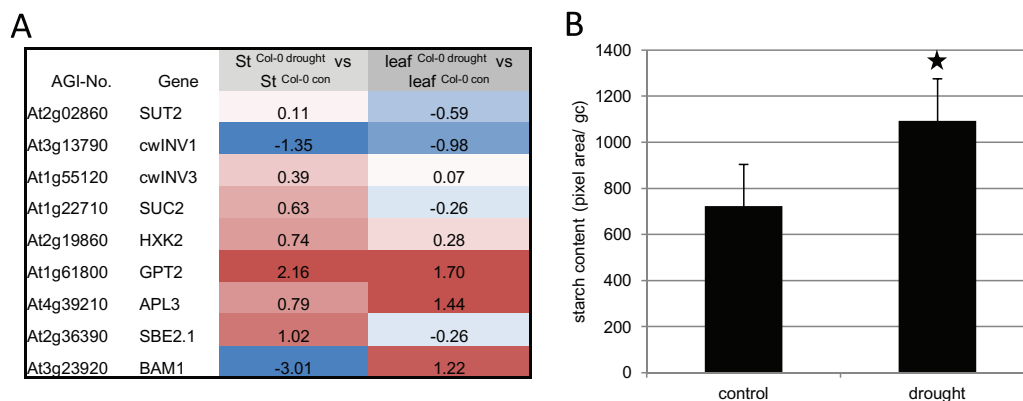 A
AGI-No. Gene St Col-0 drought vs St Col-0 con leaf Col-0 drought vs leaf Col-0 con
At2g02860 SUT2 0.11 -0.59
At3g13790 cwINV1 -1.35 -0.98
At1g55120 cwINV3 0.39 0.07
At1g22710 SUC2 0.63 -0.26
At2g19860 HXK2 0.74 0.28
At1g61800 GPT2 2.16 1.70
At4g39210 APL3 0.79 1.44
At2g36390 SBE2.1 1.02 -0.26
At3g23920 BAM1 -3.01 1.22
B
starch content (pixel area/ gc)
1400
1200
1000
800
600
400
200
0
control drought